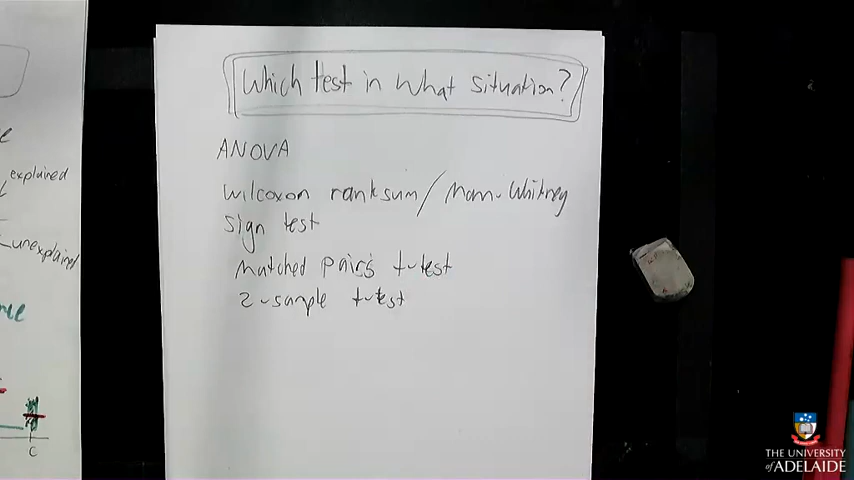 Which test in what situation?
ANOVA
Wilcoxon ranksum/Mann-Whitney
sign test
matched pairs t-test
2-sample t-test
e
explained
unexplained
C
THE UNIVERSITY
of ADELAIDE